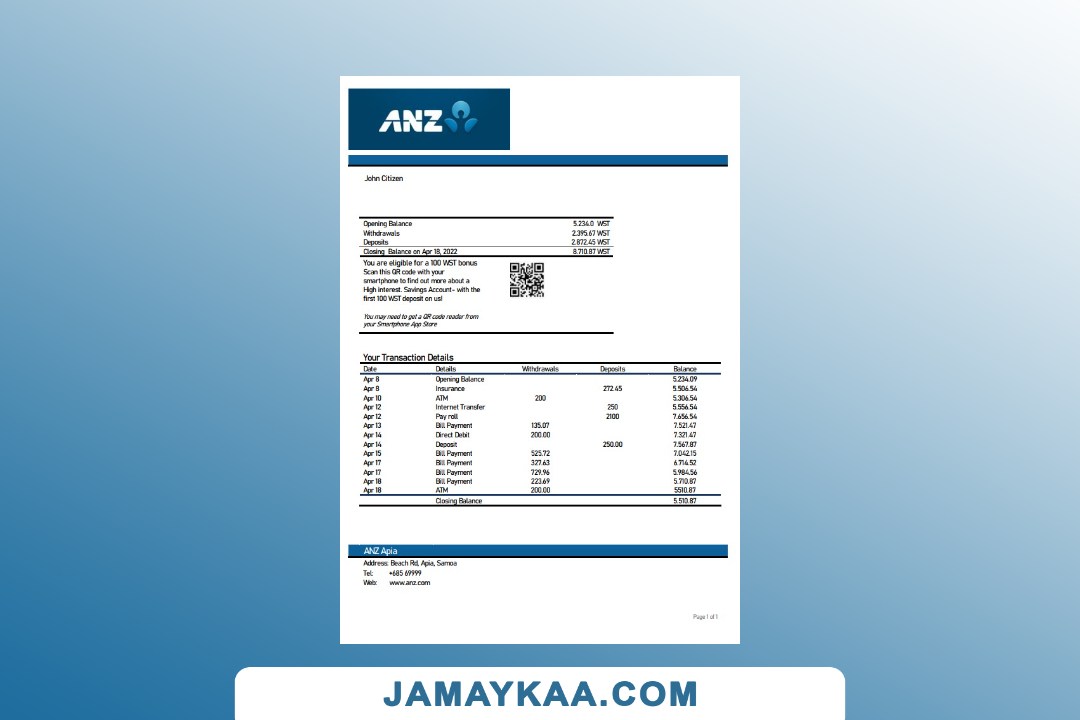 ANZ
John Citizen
Opening Balance 5.234.0 WST
Withdrawals 2.395.67 WST
Deposits 2.872.45 WST
Closing Balance on Apr 18, 2022 8.710.87 WST
You are eligible for a 100 WST bonus
Scan this QR code with your
smartphone to find out more about a
High interest. Savings Account- with the
first 100 WST deposit on us!
You may need to get a QR code reader from
your Smartphone App Store
Your Transaction Details
Date Details Withdrawals Deposits Balance
Apr 8 Opening Balance 5.234.09
Apr 8 Insurance 272.45 5.506.54
Apr 10 ATM 200 5.306.54
Apr 12 Internet Transfer 250 5.556.54
Apr 12 Pay roll 2100 7.656.54
Apr 13 Bill Payment 135.07 7.521.47
Apr 14 Direct Debit 200.00 7.321.47
Apr 14 Deposit 250.00 7.567.87
Apr 15 Bill Payment 525.72 7.042.15
Apr 17 Bill Payment 327.63 6.714.52
Apr 17 Bill Payment 729.96 5.984.56
Apr 18 Bill Payment 223.69 5.710.87
Apr 18 ATM 200.00 5510.87
Closing Balance 5.510.87
ANZ Apia
Address: Beach Rd, Apia, Samoa
Tel: +685 69999
Web: www.anz.com
Page 1 of 1
JAMAYKAA.COM